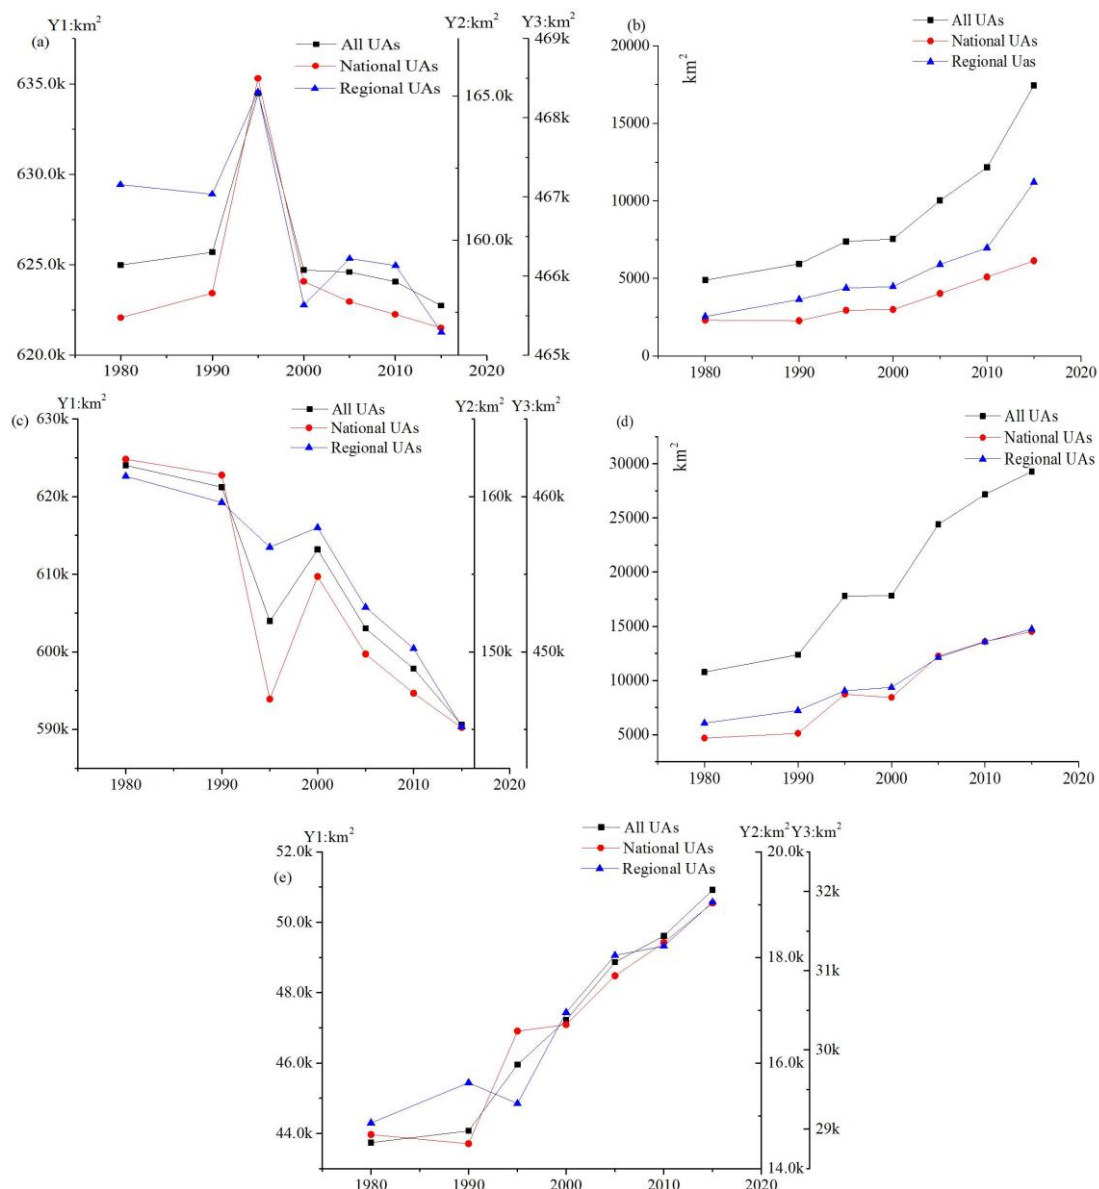 Y1:km²
Y2:km²
Y3:km²
(a)
All UAs
National UAs
Regional UAs
635.0k
630.0k
625.0k
620.0k
165.0k
160.0k
469k
468k
467k
466k
465k
1980 1990 2000 2010 2020
(b)
km²
All UAs
National UAs
Regional Uas
20000
15000
10000
5000
0
1980 1990 2000 2010 2020
Y1:km²
Y2:km²
Y3:km²
(c)
All UAs
National UAs
Regional UAs
630k
620k
610k
600k
590k
160k
150k
460k
450k
1980 1990 2000 2010 2020
(d)
km²
All UAs
National UAs
Regional UAs
30000
25000
20000
15000
10000
5000
1980 1990 2000 2010 2020
Y1:km²
Y2:km²
Y3:km²
(e)
All UAs
National UAs
Regional UAs
52.0k
50.0k
48.0k
46.0k
44.0k
20.0k
18.0k
16.0k
14.0k
32k
31k
30k
29k
1980 1990 2000 2010 2020